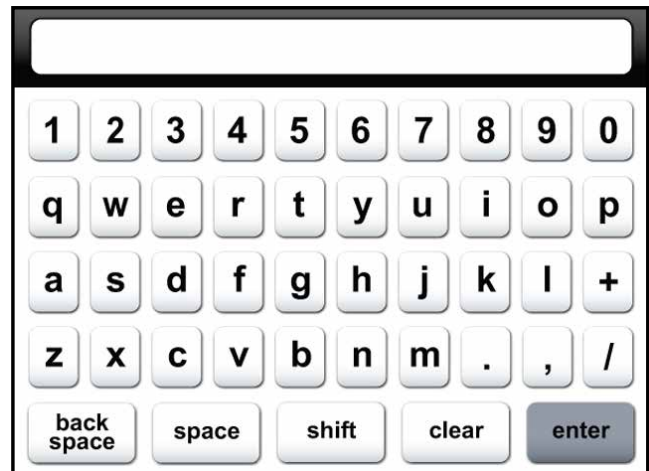 1 2 3 4 5 6 7 8 9 0
q w e r t y u i o p
a s d f g h j k l +
z x c v b n m . , /
back space space shift clear enter